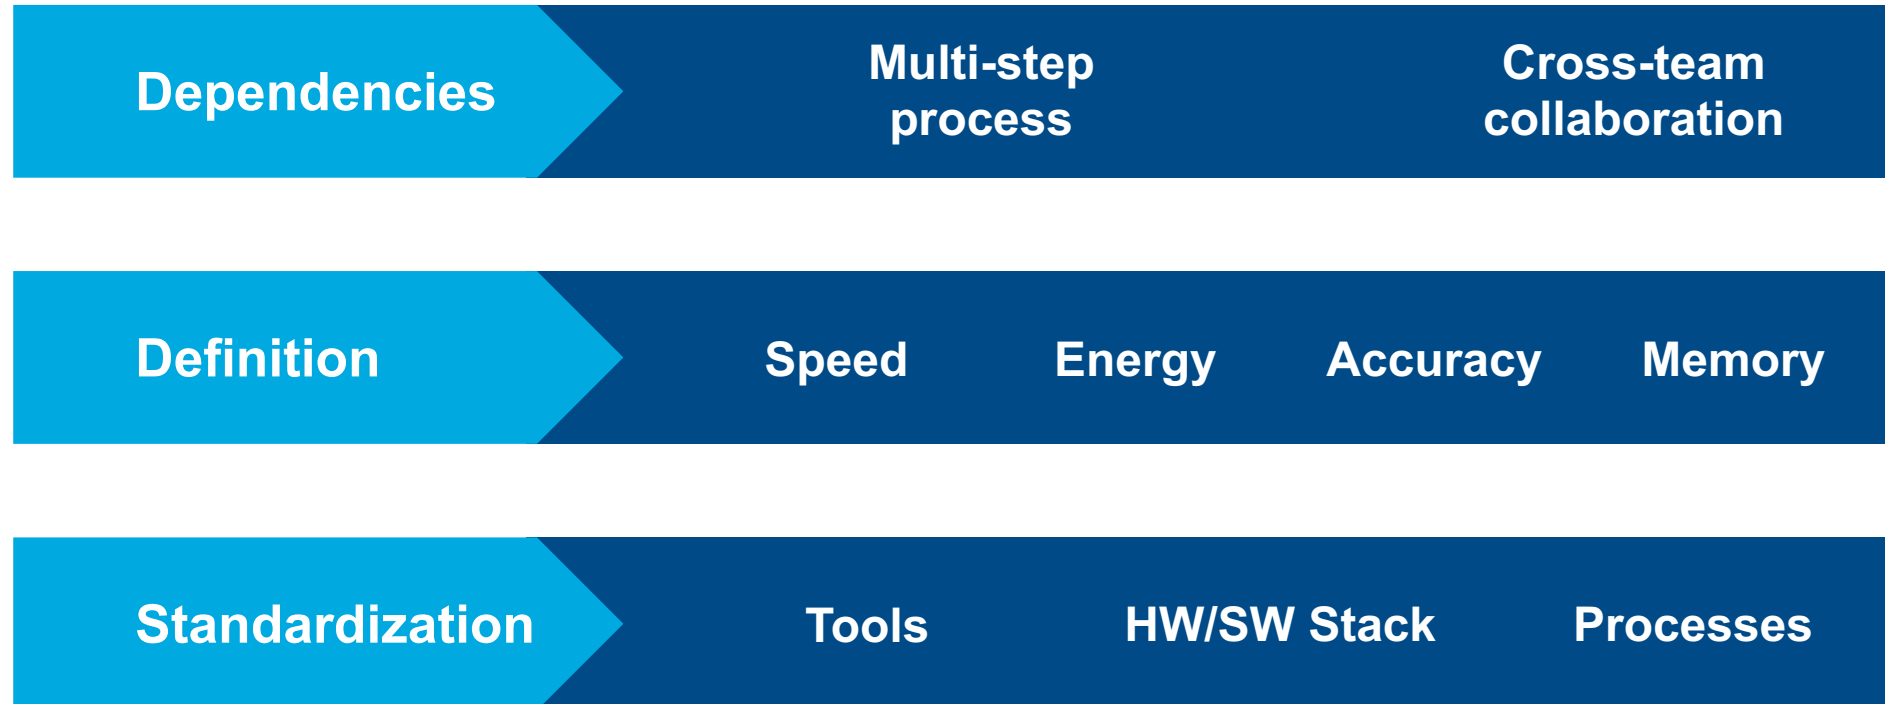 Dependencies
Multi-step
process
Cross-team
collaboration
Definition
Speed
Energy
Accuracy
Memory
Standardization
Tools
HW/SW Stack
Processes